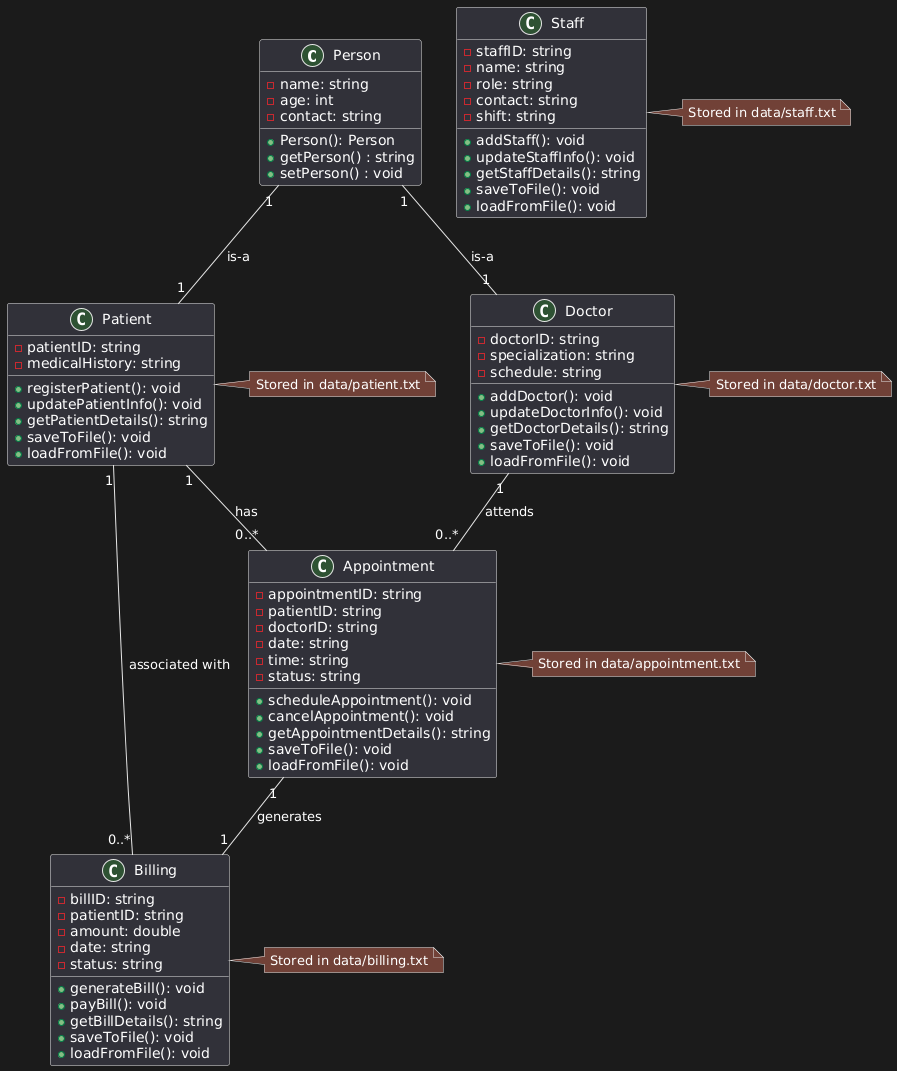 C Person
name: string
age: int
contact: string
Person(): Person
getPerson() : string
setPerson() : void
C Staff
staffID: string
name: string
role: string
contact: string
shift: string
addStaff(): void
updateStaffInfo(): void
getStaffDetails(): string
saveToFile(): void
loadFromFile(): void
Stored in data/staff.txt
1
is-a
1
1
is-a
1
C Patient
patientID: string
medicalHistory: string
registerPatient(): void
updatePatientInfo(): void
getPatientDetails(): string
saveToFile(): void
loadFromFile(): void
Stored in data/patient.txt
C Doctor
doctorID: string
specialization: string
schedule: string
addDoctor(): void
updateDoctorInfo(): void
getDoctorDetails(): string
saveToFile(): void
loadFromFile(): void
Stored in data/doctor.txt
1
associated with
0..*
1
has
0..*
1
attends
0..*
C Appointment
appointmentID: string
patientID: string
doctorID: string
date: string
time: string
status: string
scheduleAppointment(): void
cancelAppointment(): void
getAppointmentDetails(): string
saveToFile(): void
loadFromFile(): void
Stored in data/appointment.txt
1
generates
1
C Billing
billID: string
patientID: string
amount: double
date: string
status: string
generateBill(): void
payBill(): void
getBillDetails(): string
saveToFile(): void
loadFromFile(): void
Stored in data/billing.txt